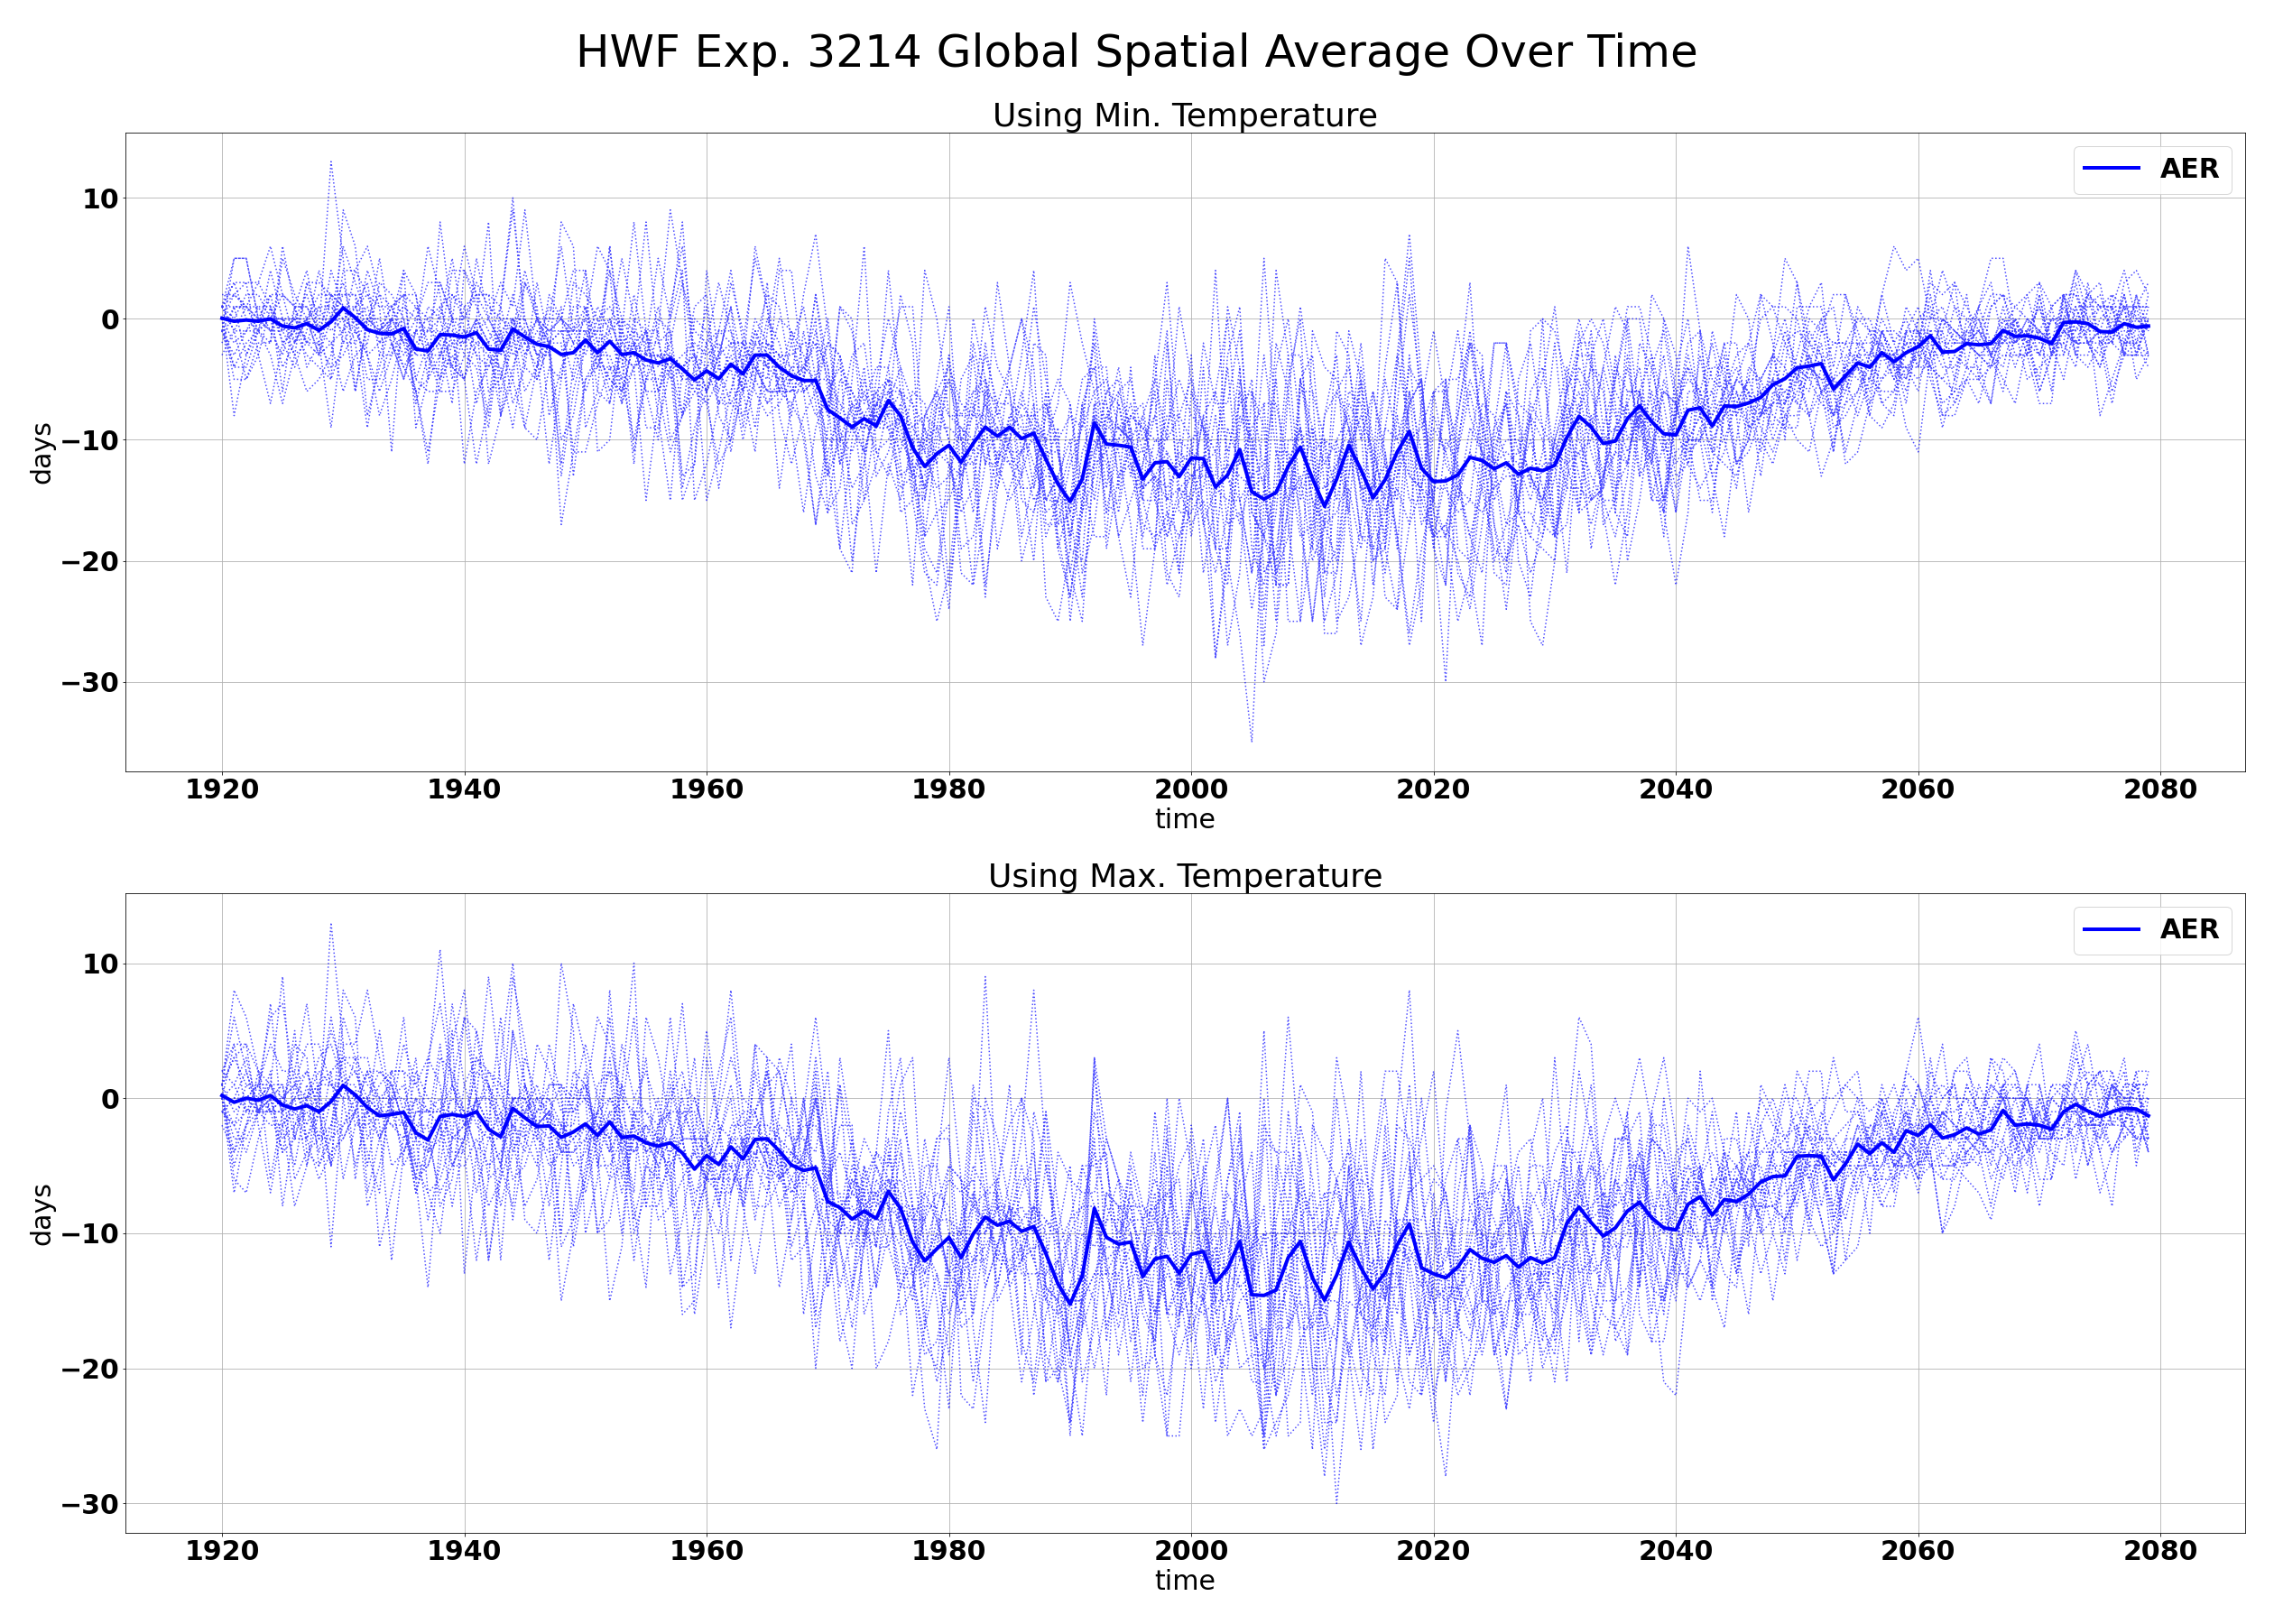 HWF Exp. 3214 Global Spatial Average Over Time
Using Min. Temperature
AER
10
0
−10
−20
−30
days
1920 1940 1960 1980 2000 2020 2040 2060 2080
time
Using Max. Temperature
AER
10
0
−10
−20
−30
days
1920 1940 1960 1980 2000 2020 2040 2060 2080
time